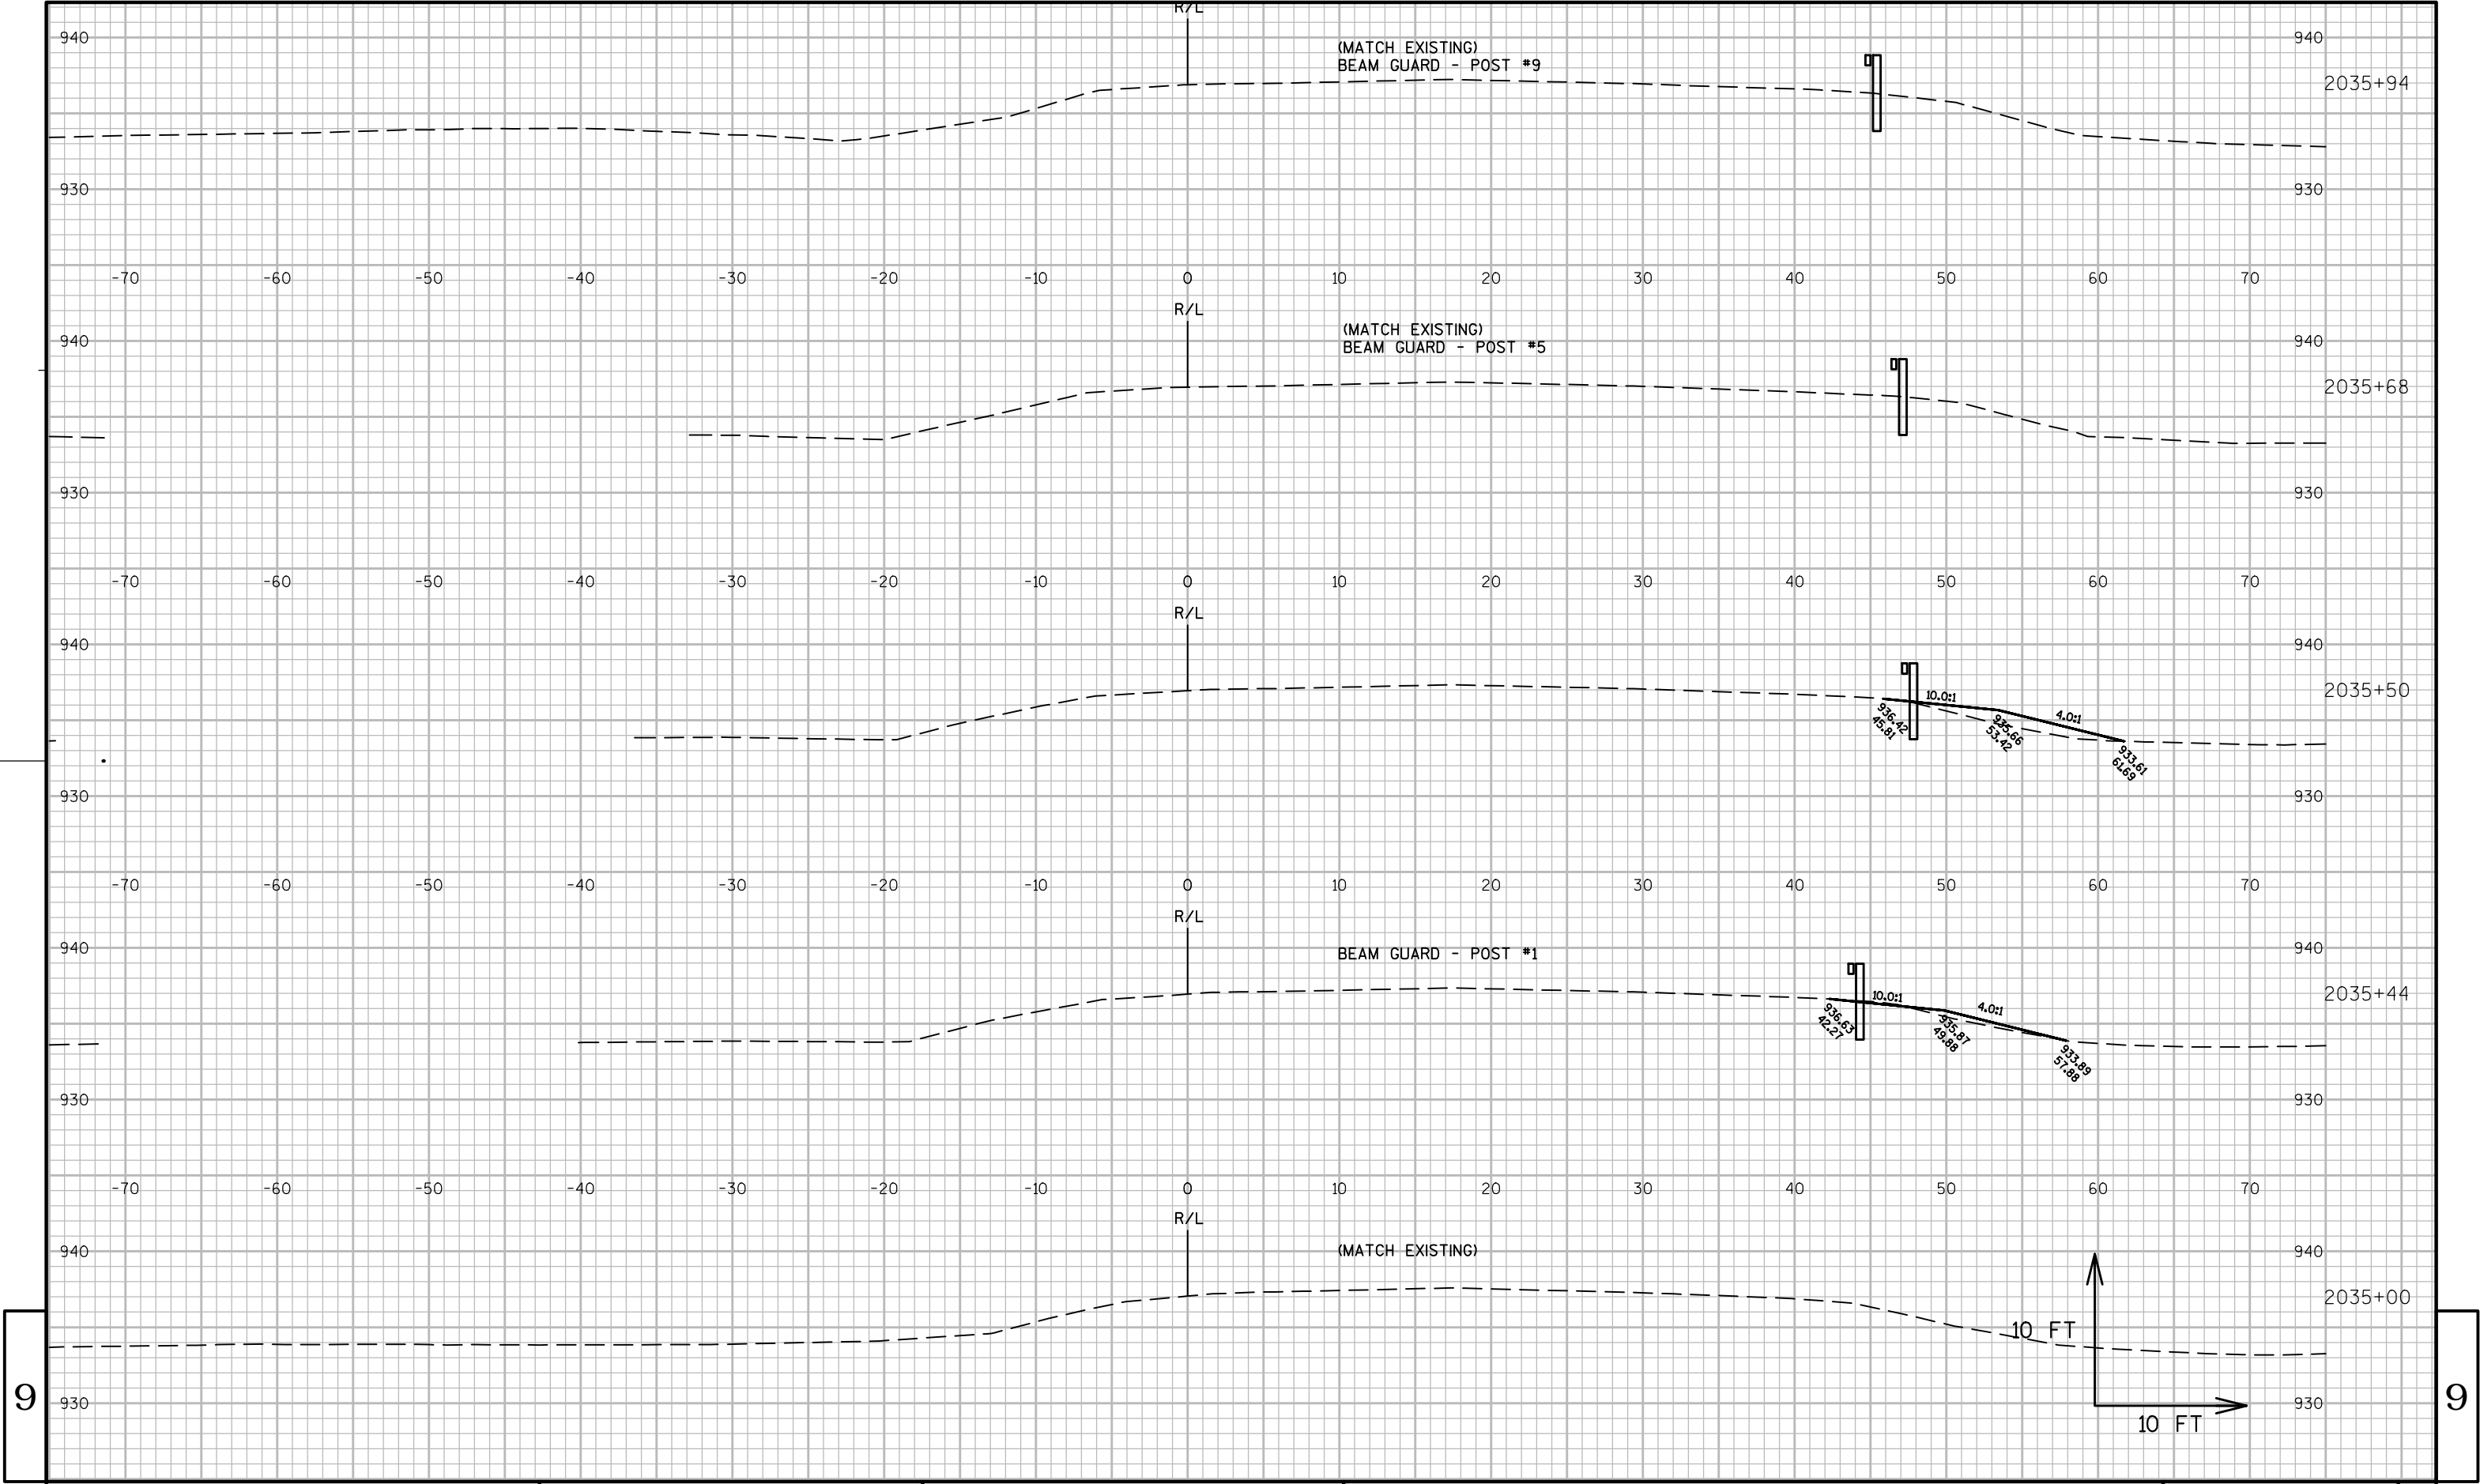 R/L
940 940
(MATCH EXISTING)
BEAM GUARD - POST #9
2035+94
930 930
-70 -60 -50 -40 -30 -20 -10 0 10 20 30 40 50 60 70
R/L
(MATCH EXISTING)
940 940
BEAM GUARD - POST #5
2035+68
930 930
-70 -60 -50 -40 -30 -20 -10 0 10 20 30 40 50 60 70
R/L
940 940
2035+50
10.0:1
4.0:1
936.42
45.81
935.66
53.42
933.61
61.69
930 930
-70 -60 -50 -40 -30 -20 -10 0 10 20 30 40 50 60 70
R/L
940 940
BEAM GUARD - POST #1
2035+44
10.0:1
4.0:1
936.63
42.27
935.87
49.88
933.89
57.88
930 930
-70 -60 -50 -40 -30 -20 -10 0 10 20 30 40 50 60 70
R/L
940 (MATCH EXISTING) 940
2035+00
10 FT
9 9
930 930
10 FT